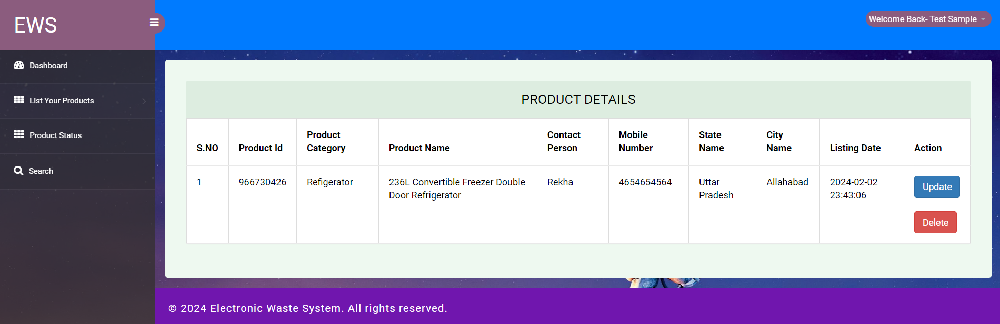 EWS
Welcome Back- Test Sample
Dashboard
List Your Products
Product Status
Search
PRODUCT DETAILS
S.NO
Product Id
Product
Category
Product Name
Contact
Person
Mobile
Number
State
Name
City
Name
Listing Date
Action
1
966730426
Refigerator
236L Convertible Freezer Double
Door Refrigerator
Rekha
4654654564
Uttar
Pradesh
Allahabad
2024-02-02
23:43:06
Update
Delete
© 2024 Electronic Waste System. All rights reserved.